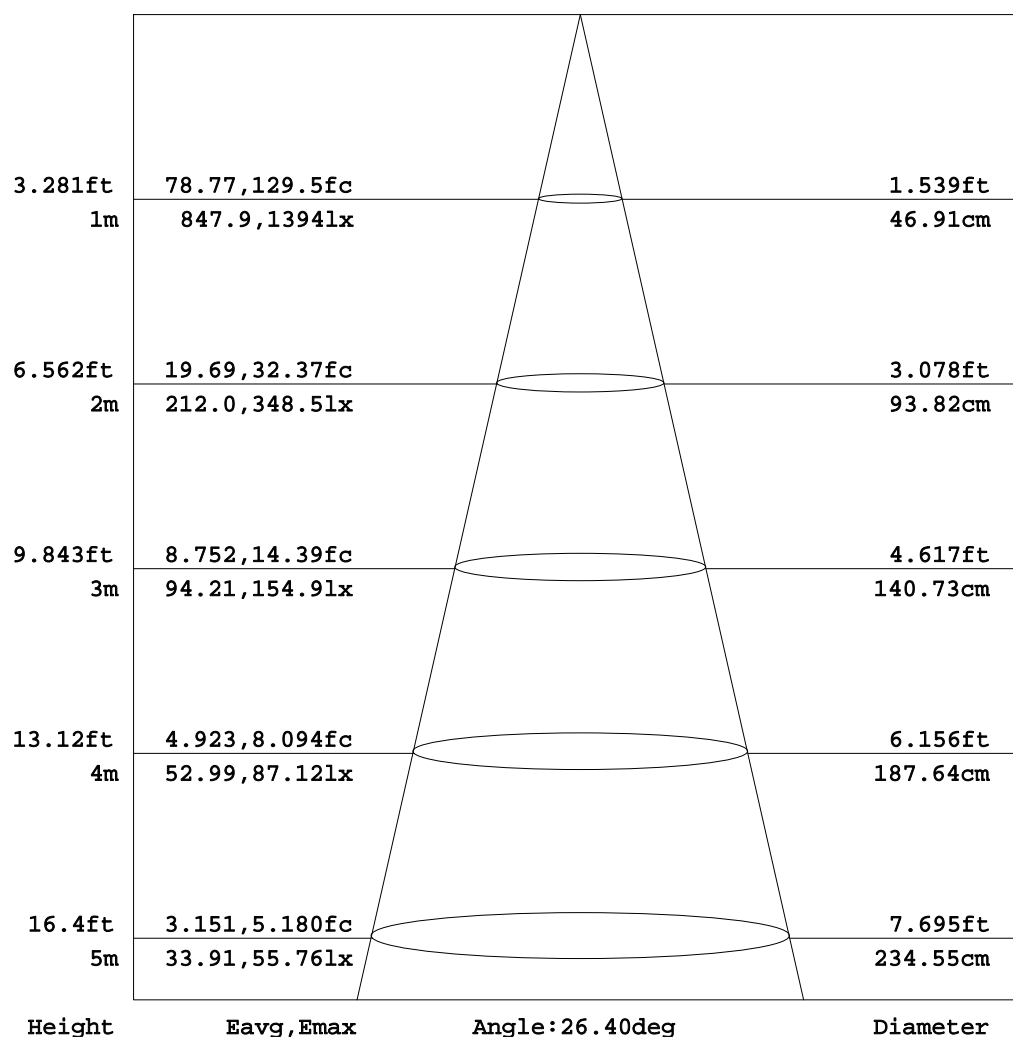 3.281ft 78.77,129.5fc 1.539ft
1m 847.9,1394lx 46.91cm
6.562ft 19.69,32.37fc 3.078ft
2m 212.0,348.5lx 93.82cm
9.843ft 8.752,14.39fc 4.617ft
3m 94.21,154.9lx 140.73cm
13.12ft 4.923,8.094fc 6.156ft
4m 52.99,87.12lx 187.64cm
16.4ft 3.151,5.180fc 7.695ft
5m 33.91,55.76lx 234.55cm
Height Eavg,Emax Angle:26.40deg Diameter